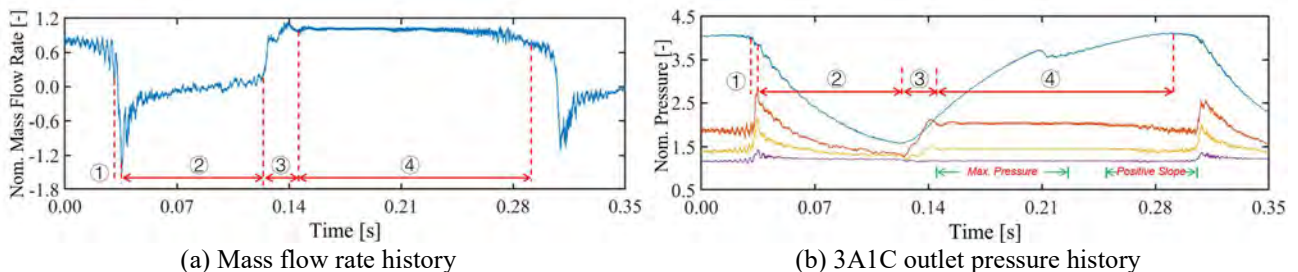 1.2
0.6
0.0
-0.6
-1.2
-1.8
Nom. Mass Flow Rate [-]
① ② ③ ④
0.00 0.07 0.14 0.21 0.28 0.35
Time [s]
(a) Mass flow rate history
4.5
3.5
2.5
1.5
0.5
Nom. Pressure [-]
① ② ③ ④
Max. Pressure
Positive Slope
0.00 0.07 0.14 0.21 0.28 0.35
Time [s]
(b) 3A1C outlet pressure history